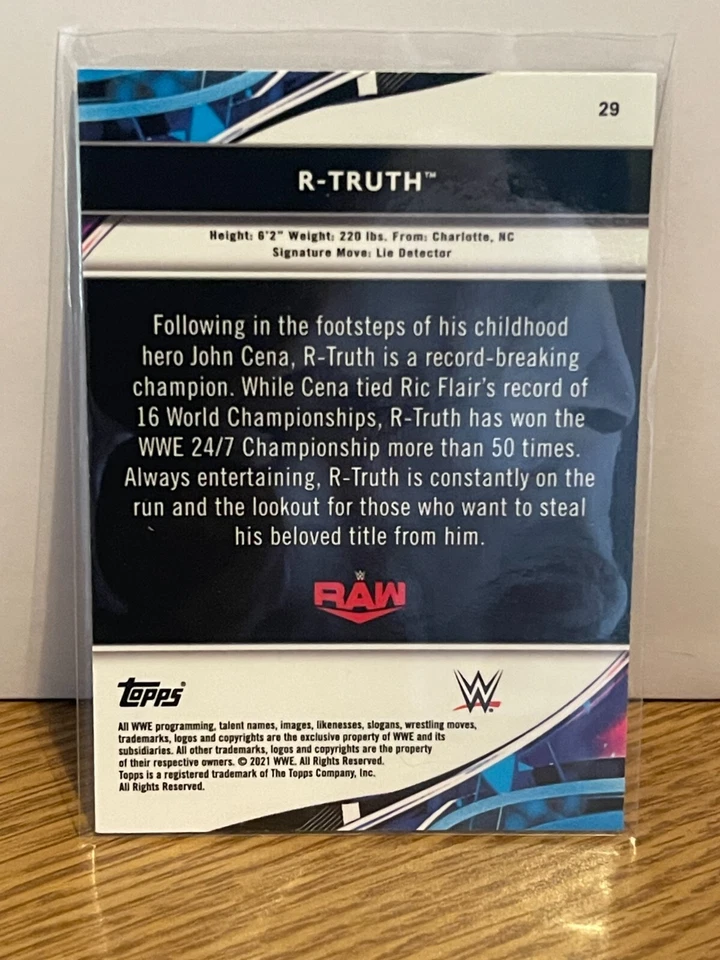 29
R-TRUTH™
Height: 6'2" Weight: 220 lbs. From: Charlotte, NC
Signature Move: Lie Detector
Following in the footsteps of his childhood
hero John Cena, R-Truth is a record-breaking
champion. While Cena tied Ric Flair's record of
16 World Championships, R-Truth has won the
WWE 24/7 Championship more than 50 times.
Always entertaining, R-Truth is constantly on the
run and the lookout for those who want to steal
his beloved title from him.
W
RAW
topps®
W
All WWE programming, talent names, images, likenesses, slogans, wrestling moves,
trademarks, logos and copyrights are the exclusive property of WWE and its
subsidiaries. All other trademarks, logos and copyrights are the property
of their respective owners. © 2021 WWE. All Rights Reserved.
Topps is a registered trademark of The Topps Company, Inc.
All Rights Reserved.